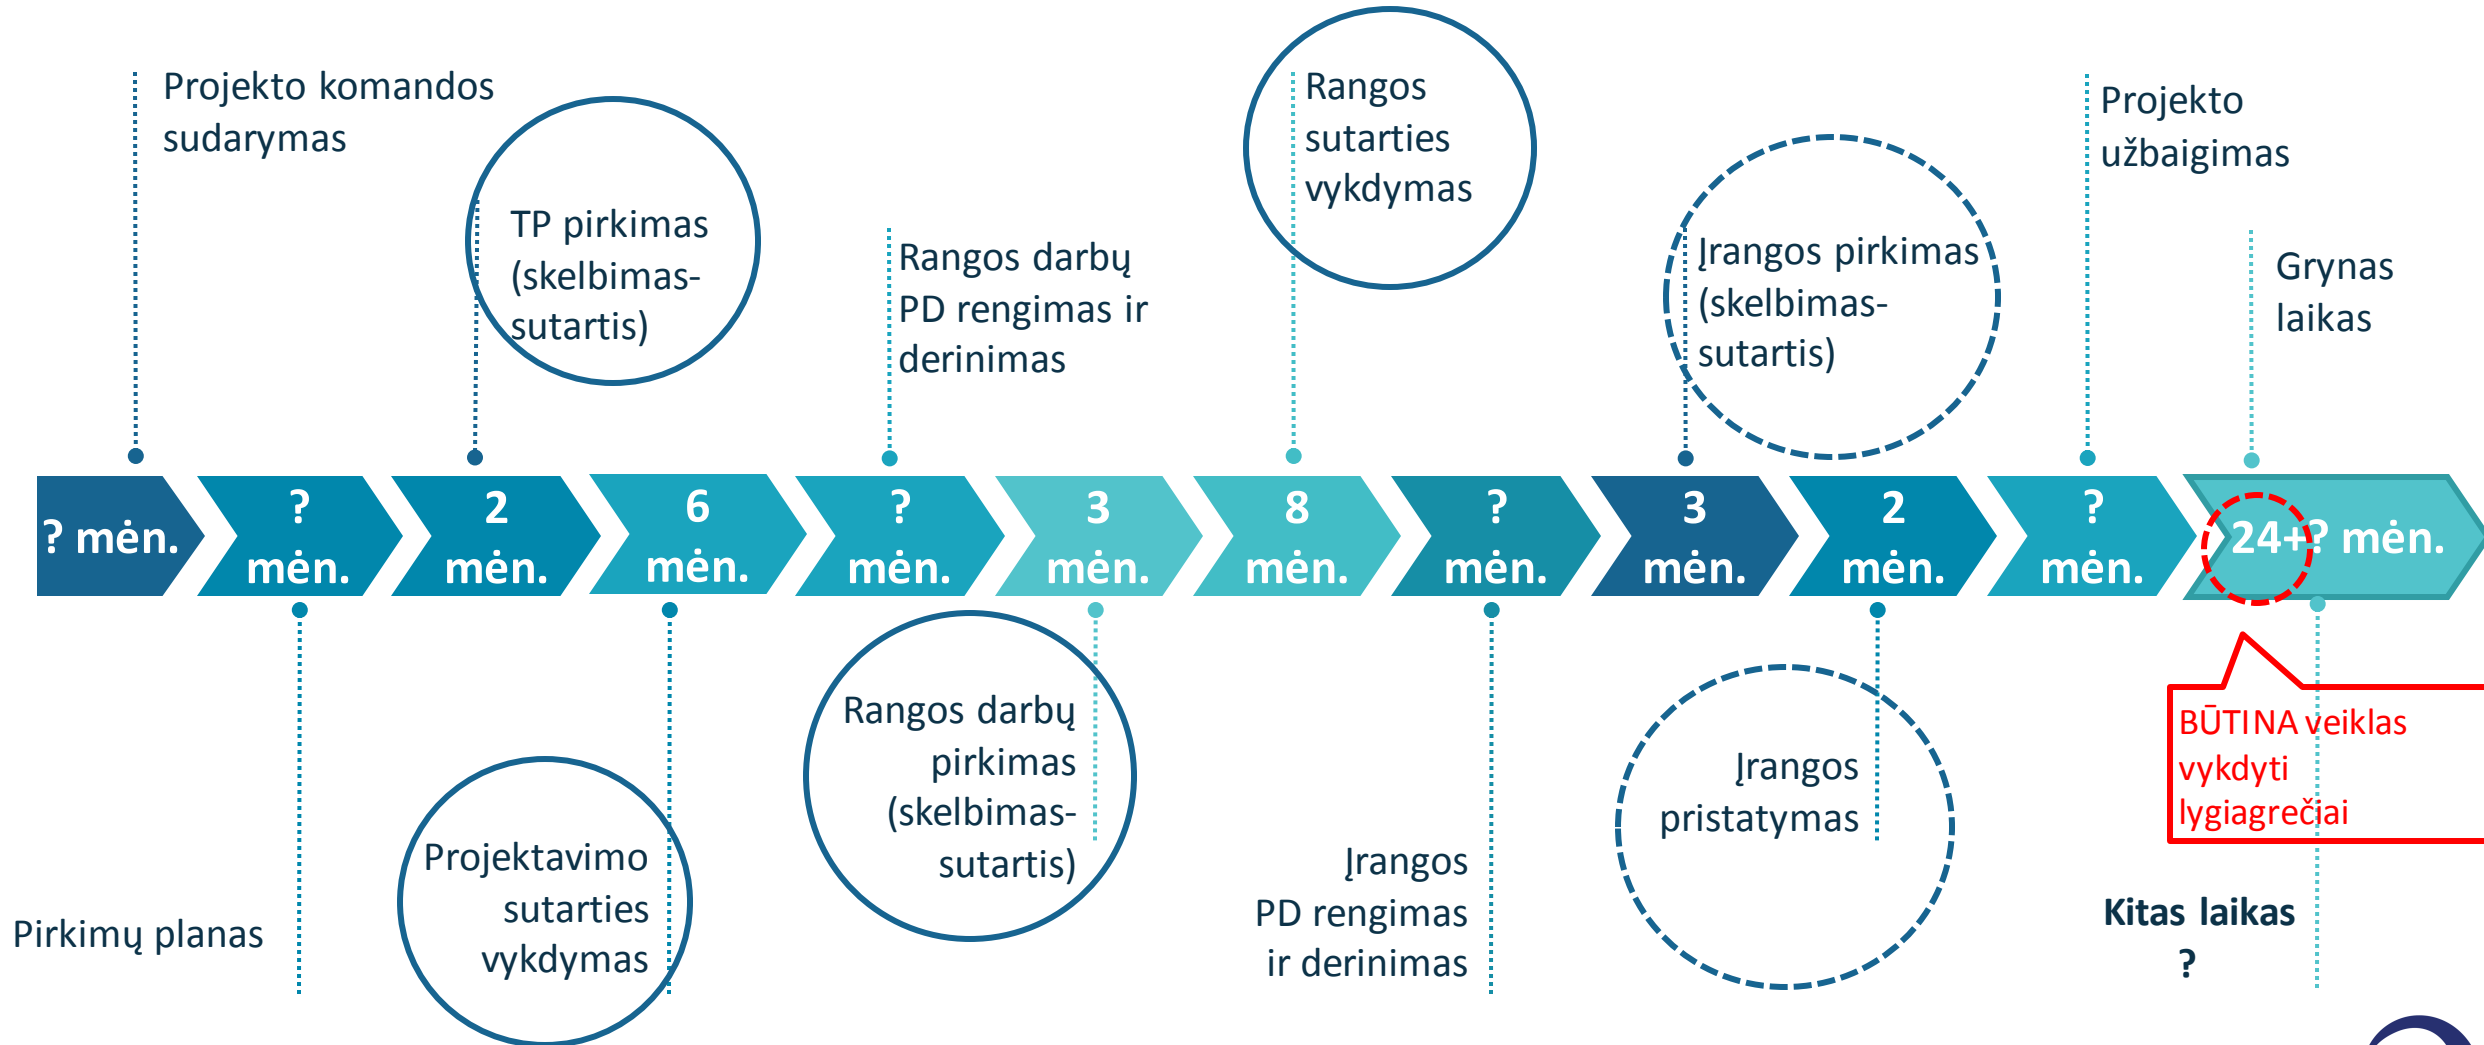 Projekto komandos
sudarymas
TP pirkimas
(skelbimas-
sutartis)
Rangos darbų
PD rengimas ir
derinimas
Rangos
sutarties
vykdymas
Įrangos pirkimas
(skelbimas-
sutartis)
Projekto
užbaigimas
Grynas
laikas
? mėn.
?
mėn.
2
mėn.
6
mėn.
?
mėn.
3
mėn.
8
mėn.
?
mėn.
3
mėn.
2
mėn.
?
mėn.
24+? mėn.
Pirkimų planas
Projektavimo
sutarties
vykdymas
Rangos darbų
pirkimas
(skelbimas-
sutartis)
Įrangos
PD rengimas
ir derinimas
Įrangos
pristatymas
BŪTINA veiklas
vykdyti
lygiagrečiai
Kitas laikas
?